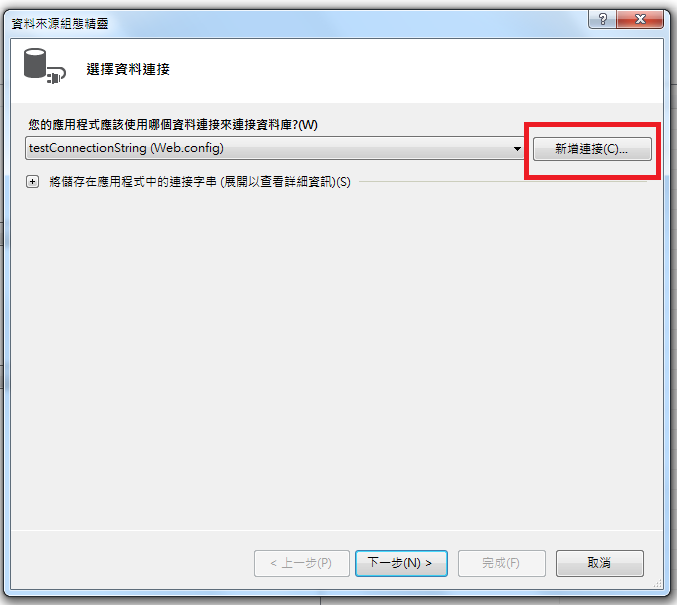 資料來源組態精靈
?
選擇資料連接
您的應用程式應該使用哪個資料連接來連接資料庫?(W)
testConnectionString (Web.config)
新增連接(C)...
將儲存在應用程式中的連接字串 (展開以查看詳細資訊)(S)
< 上一步(P)
下一步(N) >
完成(F)
取消